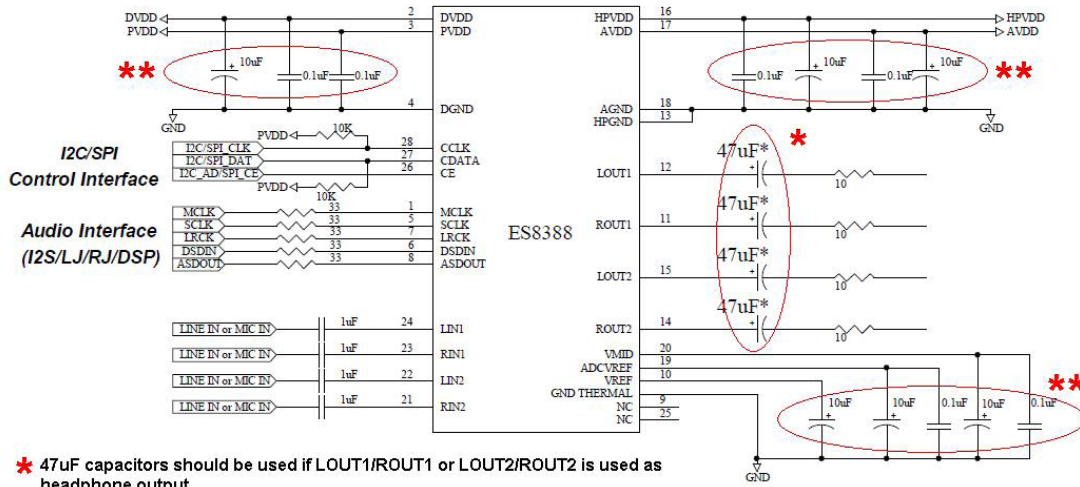 DVDD 2 DVDD HPVDD 16 HPVDD
PVDD 3 PVDD AVDD 17 AVDD
** 10uF 0.1uF 0.1uF 0.1uF 10uF 0.1uF 10uF **
4 DGND AGND 18
HPGND 13
GND GND
PVDD 10K
I2C/SPI
Control Interface
I2C/SPI_CLK 28 CCLK
I2C/SPI_DAT 27 CDATA
I2C_AD/SPI_CE 26 CE
PVDD 10K
*
LOUT1 12 47uF* 10
Audio Interface
(I2S/LJ/RJ/DSP)
MCLK 33 1 MCLK
SCLK 33 5 SCLK
LRCK 33 7 LRCK
DSDIN 33 6 DSDIN
ASDOUT 33 8 ASDOUT
ES8388
ROUT1 11 47uF* 10
LOUT2 15 47uF* 10
ROUT2 14 47uF* 10
LINE IN or MIC IN 1uF 24 LIN1
LINE IN or MIC IN 1uF 23 RIN1
LINE IN or MIC IN 1uF 22 LIN2
LINE IN or MIC IN 1uF 21 RIN2
VMID 20
ADCVREF 19
VREF 10
GND THERMAL
NC 9
NC 25
10uF 10uF 0.1uF 10uF 0.1uF **
GND
* 47uF capacitors should be used if LOUT1/ROUT1 or LOUT2/ROUT2 is used as
headphone output